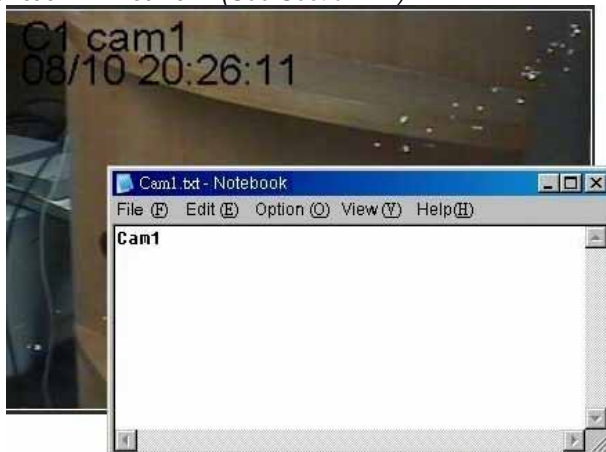 C1 cam1
08/10 20:26:11
Cam1.txt - Notebook
File (F) Edit (E) Option (O) View (V) Help(H)
Cam1